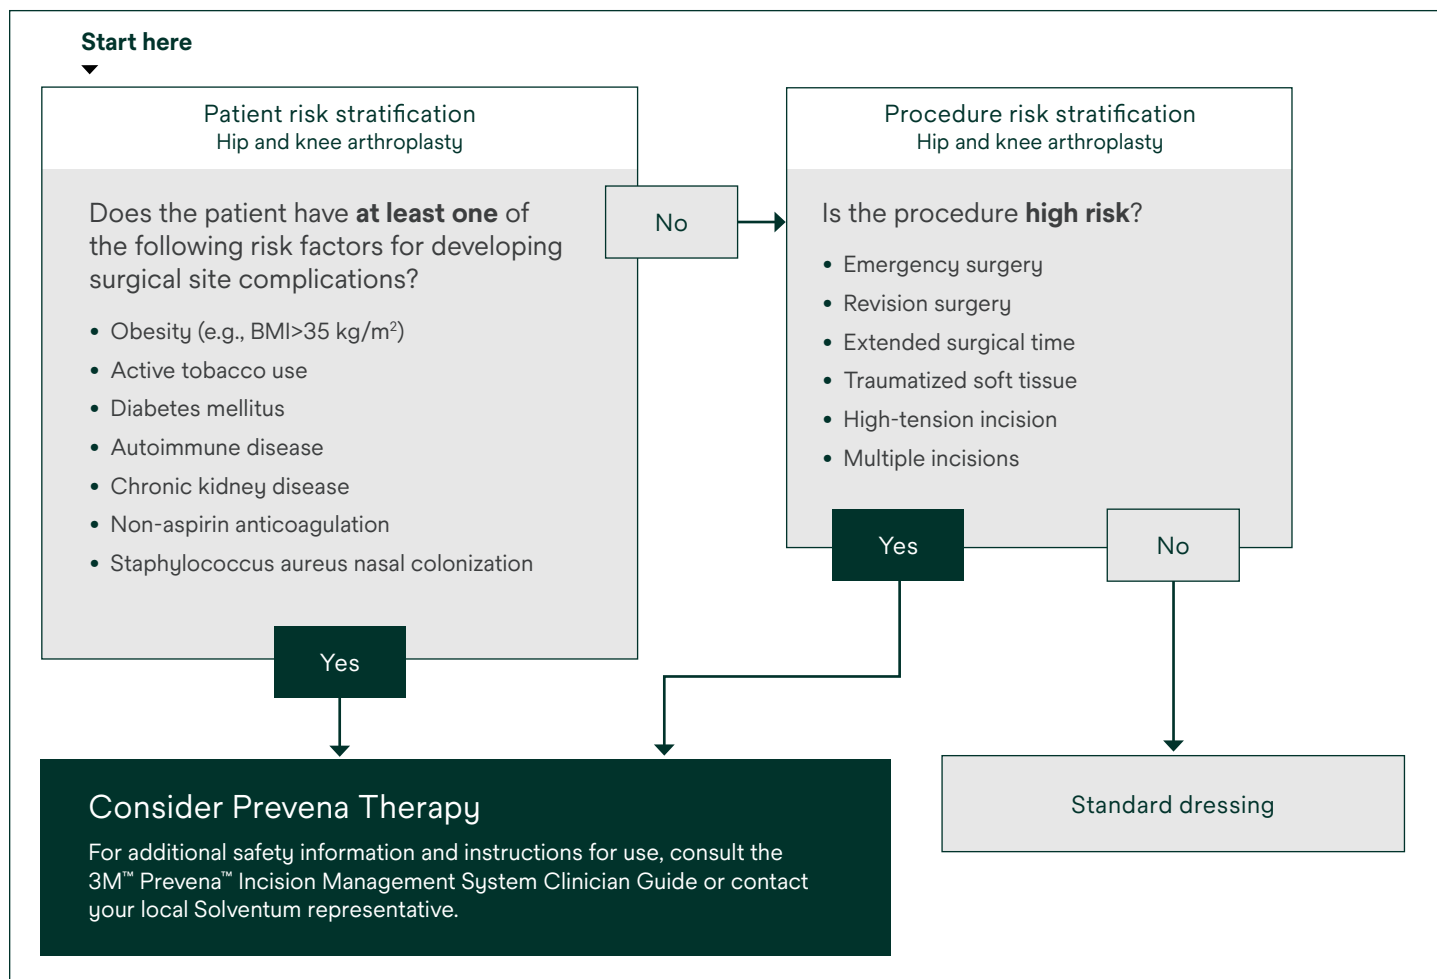 Start here
Patient risk stratification
Hip and knee arthroplasty
Does the patient have at least one of
the following risk factors for developing
surgical site complications?
• Obesity (e.g., BMI>35 kg/m²)
• Active tobacco use
• Diabetes mellitus
• Autoimmune disease
• Chronic kidney disease
• Non-aspirin anticoagulation
• Staphylococcus aureus nasal colonization
Yes
No
Procedure risk stratification
Hip and knee arthroplasty
Is the procedure high risk?
• Emergency surgery
• Revision surgery
• Extended surgical time
• Traumatized soft tissue
• High-tension incision
• Multiple incisions
Yes
No
Consider Prevena Therapy
For additional safety information and instructions for use, consult the
3M™ Prevena™ Incision Management System Clinician Guide or contact
your local Solventum representative.
Standard dressing